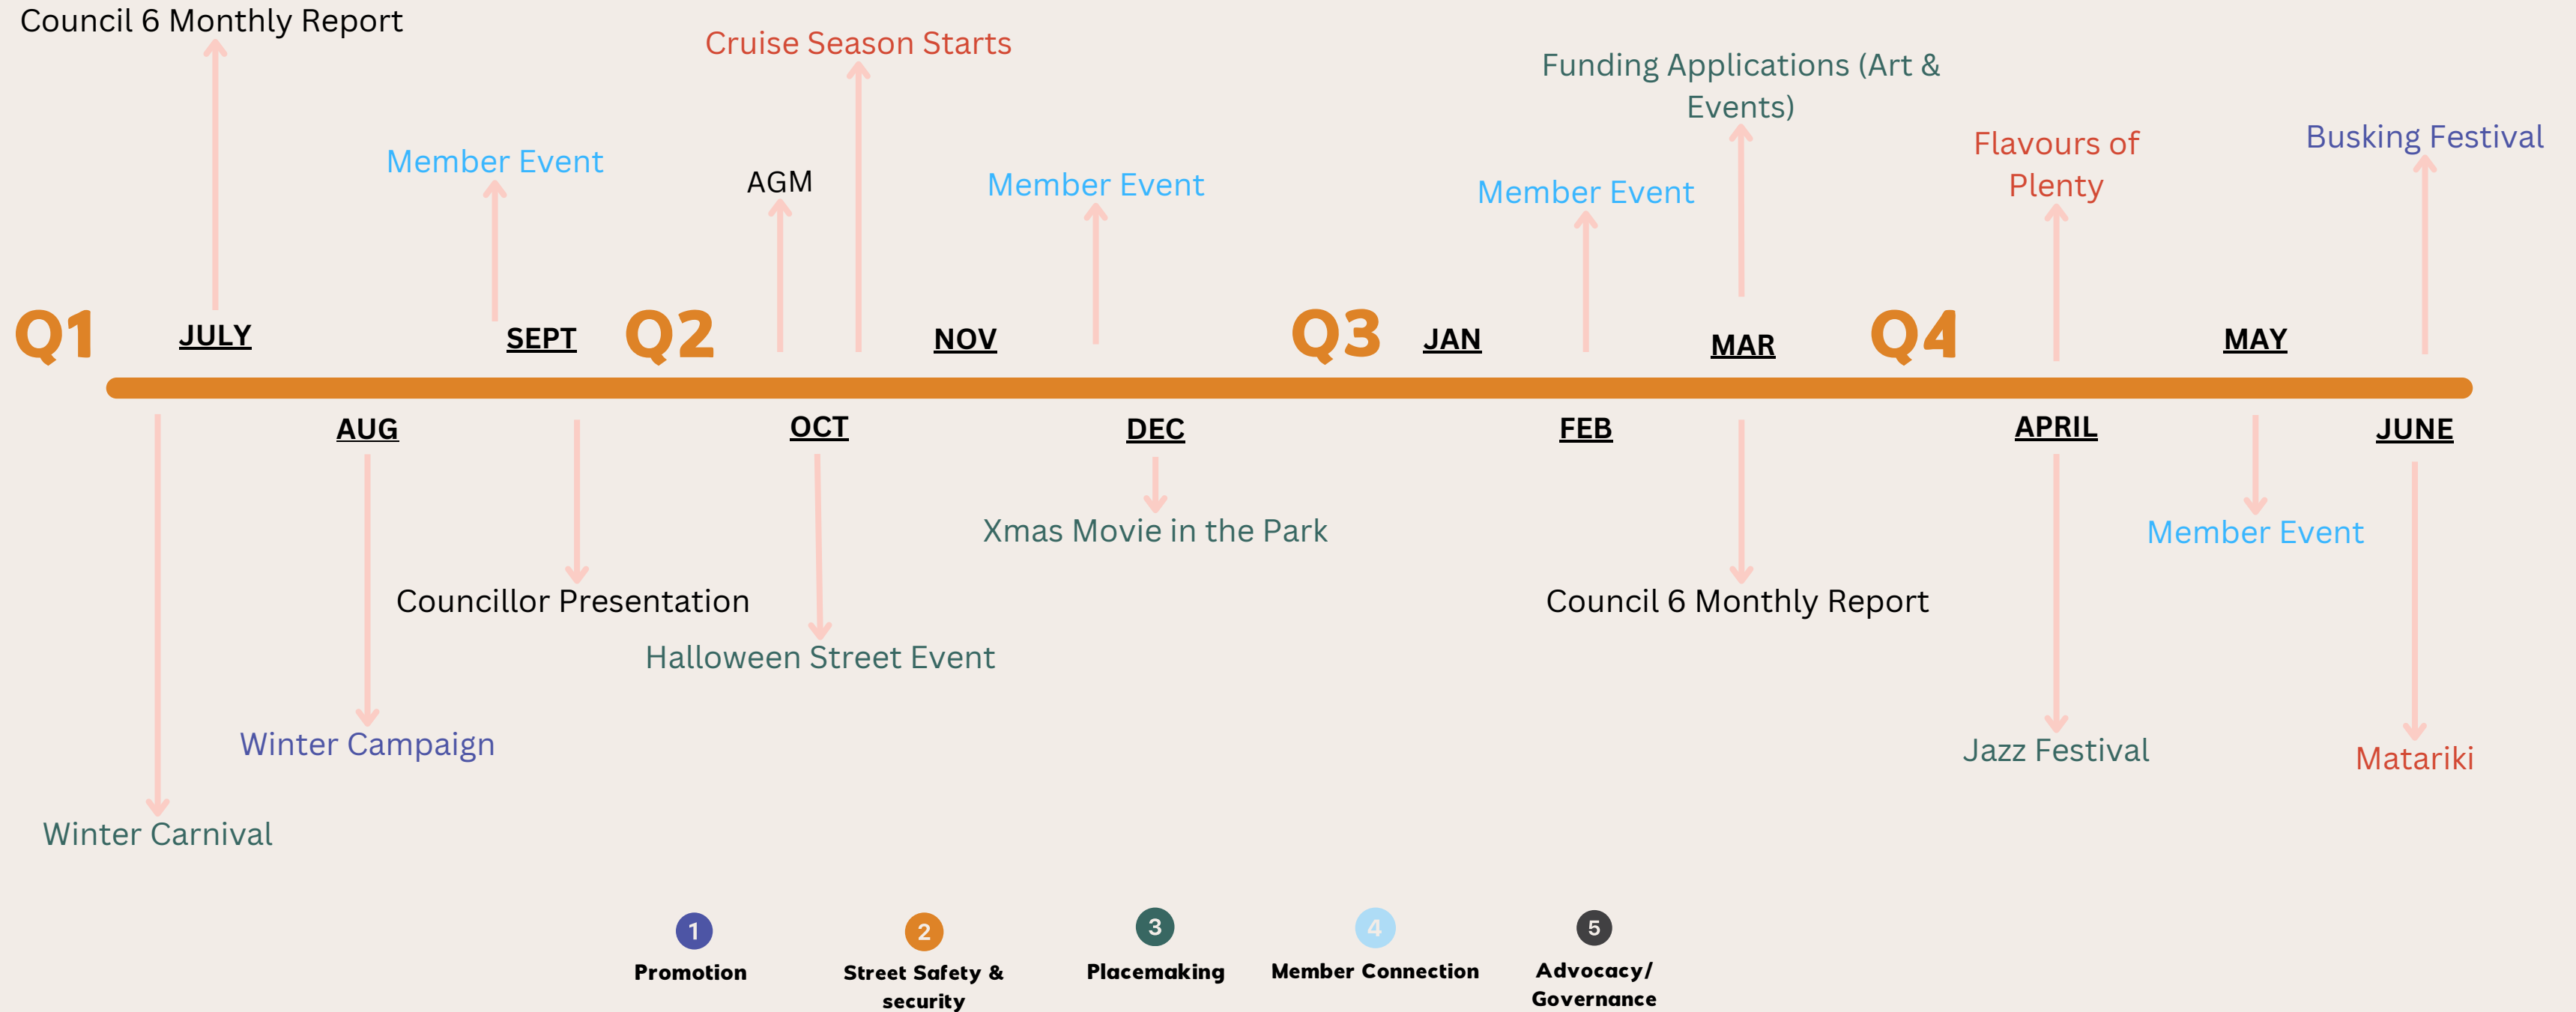 Council 6 Monthly Report
Cruise Season Starts
Funding Applications (Art &
Events)
Flavours of
Plenty
Busking Festival
Member Event
AGM
Member Event
Member Event
Q1
JULY
SEPT
Q2
NOV
Q3
JAN
MAR
Q4
MAY
AUG
OCT
DEC
FEB
APRIL
JUNE
Xmas Movie in the Park
Member Event
Councillor Presentation
Council 6 Monthly Report
Halloween Street Event
Winter Campaign
Jazz Festival
Matariki
Winter Carnival
1
Promotion
2
Street Safety &
security
3
Placemaking
4
Member Connection
5
Advocacy/
Governance